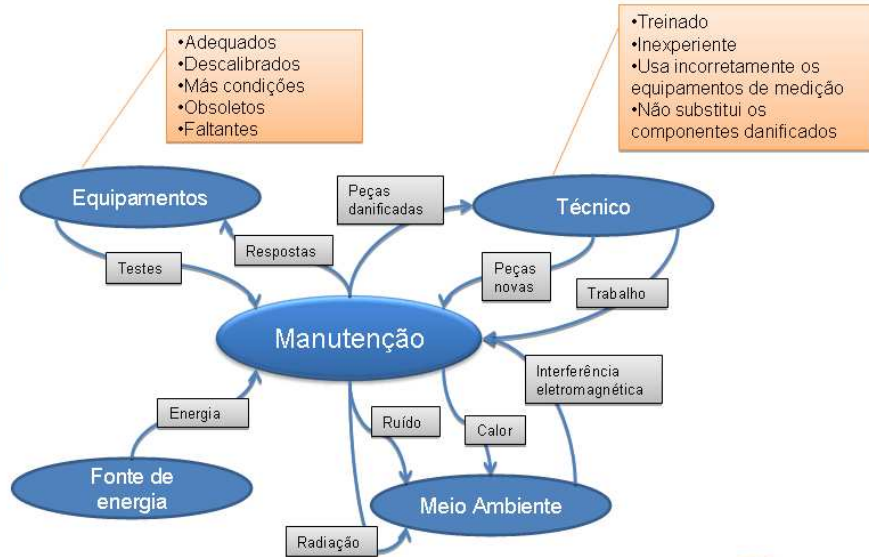 •Adequados
•Descalibrados
•Más condições
•Obsoletos
•Faltantes
•Treinado
•Inexperiente
•Usa incorretamente os
equipamentos de medição
•Não substitui os
componentes danificados
Equipamentos
Peças
danificadas
Técnico
Testes
Respostas
Peças
novas
Trabalho
Manutenção
Interferência
eletromagnética
Energia
Ruído
Calor
Fonte de
energia
Meio Ambiente
Radiação